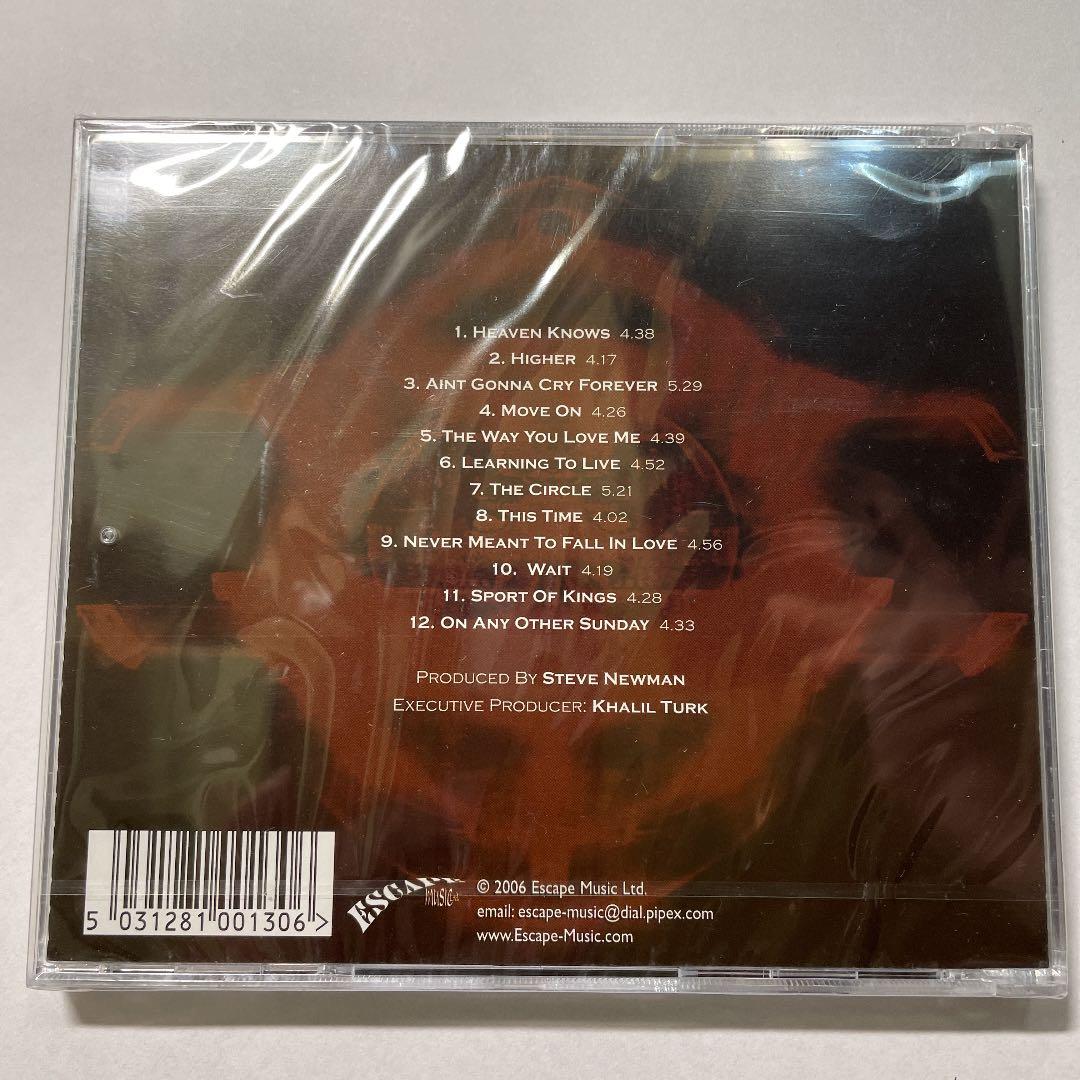 1. Heaven Knows 4.38
2. Higher 4.17
3. Aint Gonna Cry Forever 5.29
4. Move On 4.26
5. The Way You Love Me 4.39
6. Learning To Live 4.52
7. The Circle 5.21
8. This Time 4.02
9. Never Meant To Fall In Love 4.56
10. Wait 4.19
11. Sport Of Kings 4.28
12. On Any Other Sunday 4.33
Produced By Steve Newman
Executive Producer: Khalil Turk
5 031281 001306 >
ESCAPE
music
© 2006 Escape Music Ltd.
email: escape-music@dial.pipex.com
www.Escape-Music.com